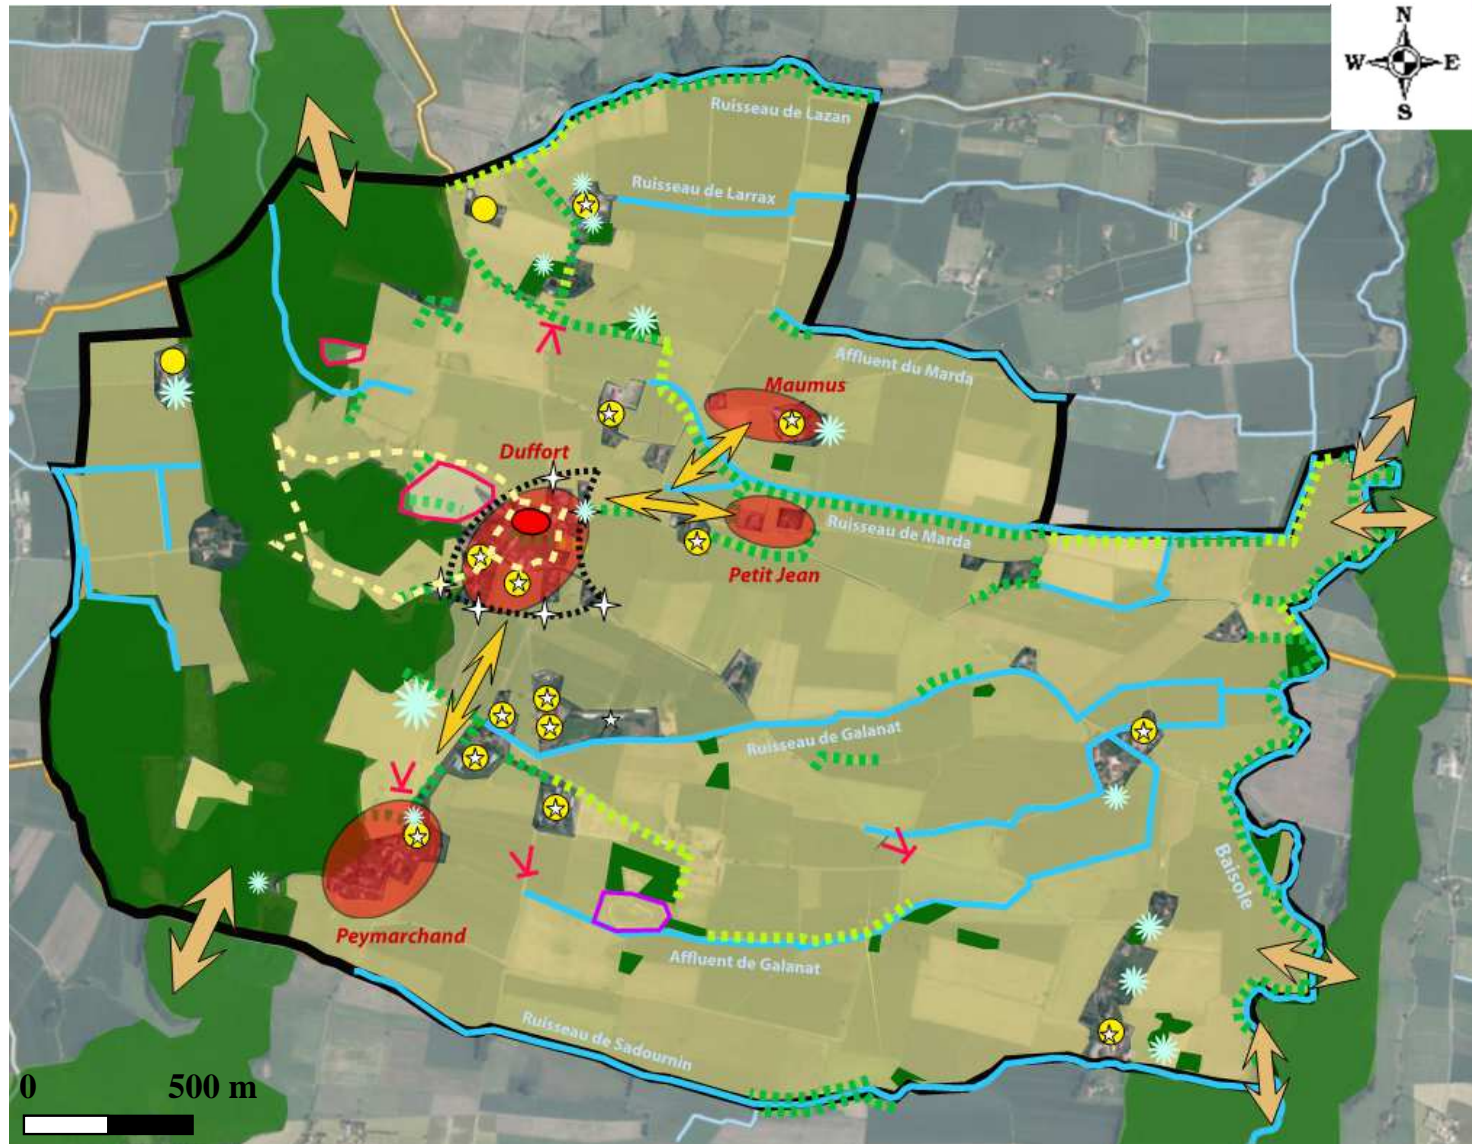 N
W E
S
Ruisseau de Lazan
Ruisseau de Larrax
Affluent du Marda
Maumus
Duffort
Ruisseau de Marda
Petit Jean
Ruisseau de Galanat
Baisole
Peymarchand
Affluent de Galanat
Ruisseau de Sadournin
0 500 m